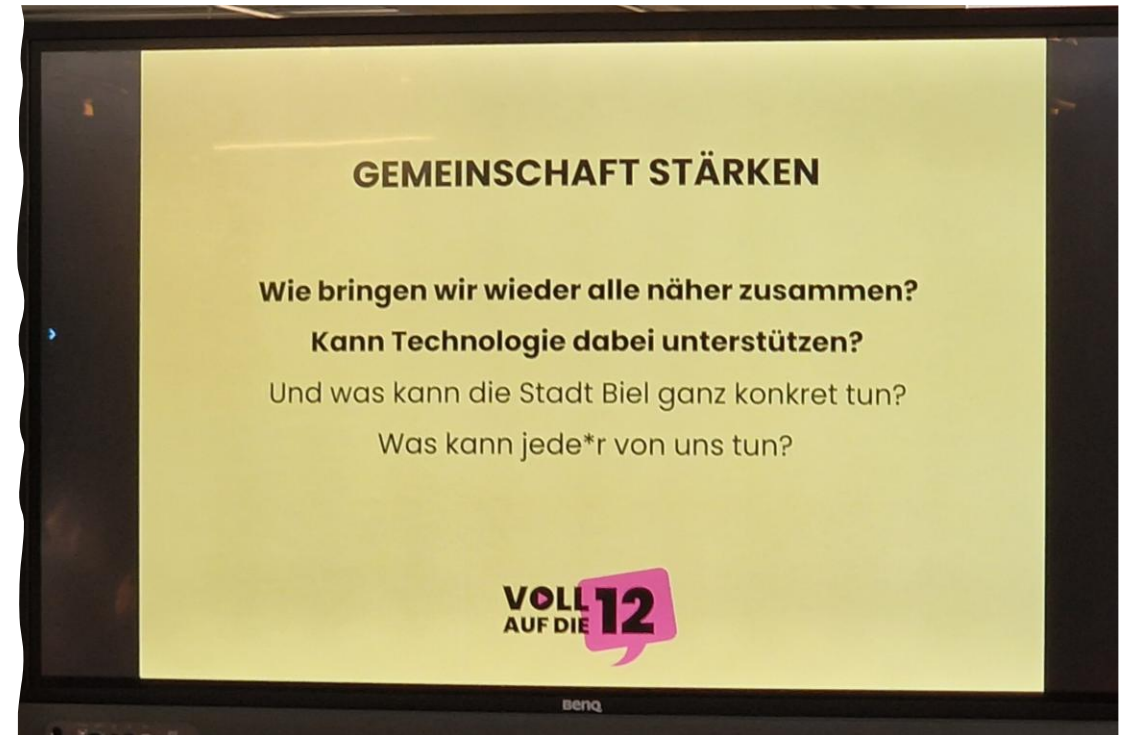 GEMEINSCHAFT STÄRKEN
Wie bringen wir wieder alle näher zusammen?
Kann Technologie dabei unterstützen?
Und was kann die Stadt Biel ganz konkret tun?
Was kann jede*r von uns tun?
VOLL
AUF DIE 12
BenQ